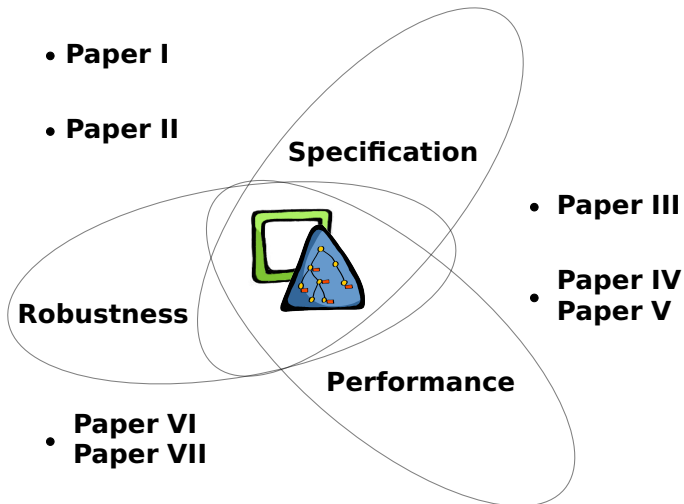 Paper I
Paper II
Specification
Paper III
Paper IV
Paper V
Robustness
Performance
Paper VI
Paper VII